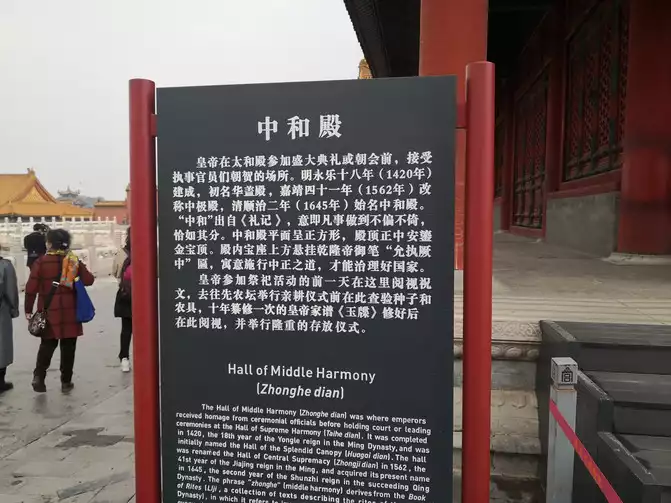 中和殿
皇帝在太和殿参加盛大典礼或朝会前，接受
执事官员们朝贺的场所。明永乐十八年（1420年）
建成，初名华盖殿，嘉靖四十一年（1562年）改
称中极殿，清顺治二年（1645年）始名中和殿。
“中和”出自《礼记》，意即凡事做到不偏不倚，
恰如其分。中和殿平面呈正方形，殿顶正中安鎏
金宝顶。殿内宝座上方悬挂乾隆帝御笔“允执厥
中”匾，寓意施行中正之道，才能治理好国家。
皇帝参加祭祀活动的前一天在这里阅视祝
文，去往先农坛举行亲耕仪式前在此查验种子和
农具，十年纂修一次的皇帝家谱《玉牒》修好后
在此阅视，并举行隆重的存放仪式。
Hall of Middle Harmony
(Zhonghe dian)
The Hall of Middle Harmony (Zhonghe dian) was where emperors
received homage from ceremonial officials before holding court or leading
ceremonies at the Hall of Supreme Harmony (Taihe dian). It was completed
in 1420, the 18th year of the Yongle reign in the Ming Dynasty, and was
initially named the Hall of the Splendid Canopy (Huagai dian). The hall
was renamed the Hall of Central Supremacy (Zhongji dian) in 1562, the
41st year of the Jiajing reign in the Ming, and acquired its present name
in 1645, the second year of the Shunzhi reign in the succeeding Qing
Dynasty. The phrase "zhonghe" (middle harmony) derives from the Book
of Rites (Liji, a collection of texts describing the rites of the
Dynasty), in which it refers to